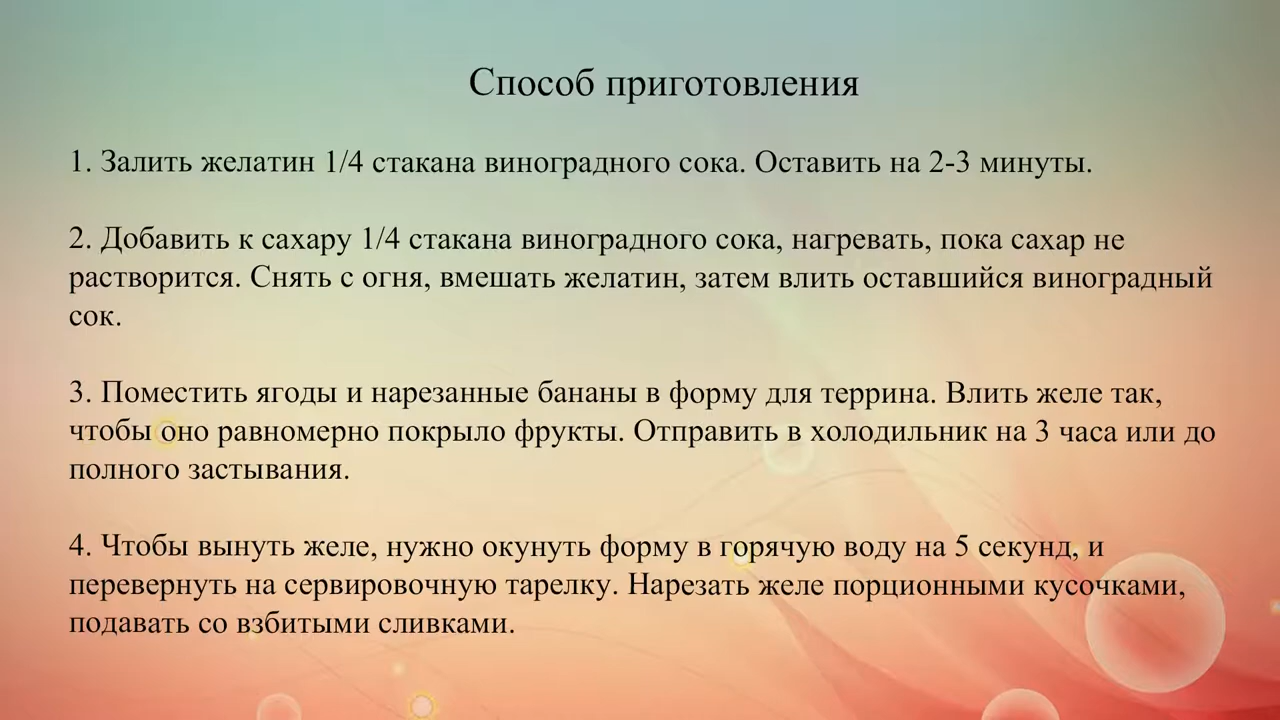 Способ приготовления
1. Залить желатин 1/4 стакана виноградного сока. Оставить на 2-3 минуты.
2. Добавить к сахару 1/4 стакана виноградного сока, нагревать, пока сахар не
растворится. Снять с огня, вмешать желатин, затем влить оставшийся виноградный
сок.
3. Поместить ягоды и нарезанные бананы в форму для террина. Влить желе так,
чтобы оно равномерно покрыло фрукты. Отправить в холодильник на 3 часа или до
полного застывания.
4. Чтобы вынуть желе, нужно окунуть форму в горячую воду на 5 секунд, и
перевернуть на сервировочную тарелку. Нарезать желе порционными кусочками,
подавать со взбитыми сливками.